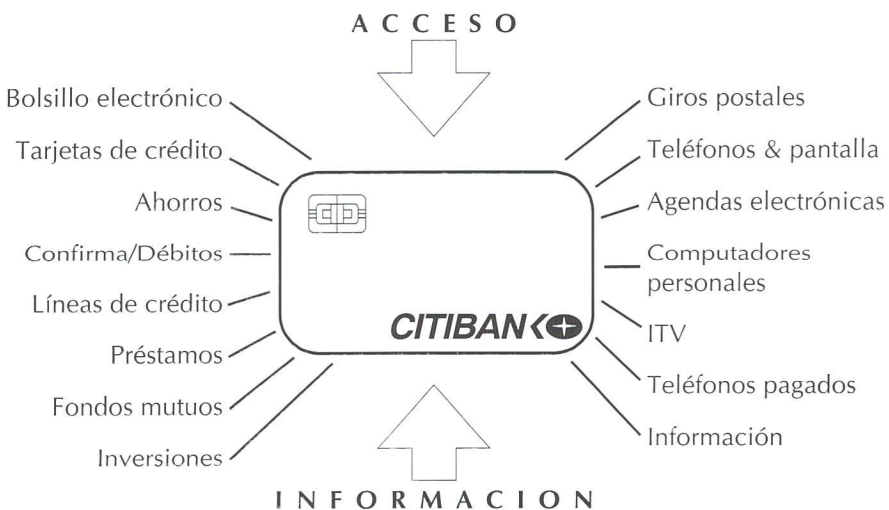 ACCESO
Bolsillo electrónico
Tarjetas de crédito
Ahorros
Confirma/Débitos
Líneas de crédito
Préstamos
Fondos mutuos
Inversiones
CITIBANK
Giros postales
Teléfonos & pantalla
Agendas electrónicas
Computadores
personales
ITV
Teléfonos pagados
Información
INFORMACION